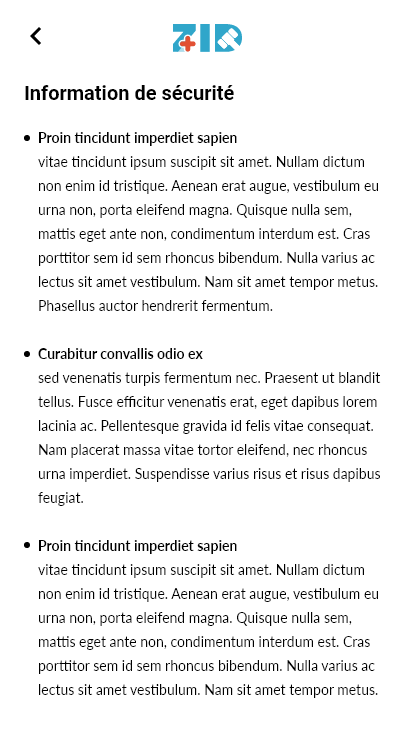 ZID
Information de sécurité
• Proin tincidunt imperdiet sapien
vitae tincidunt ipsum suscipit sit amet. Nullam dictum
non enim id tristique. Aenean erat augue, vestibulum eu
urna non, porta eleifend magna. Quisque nulla sem,
mattis eget ante non, condimentum interdum est. Cras
porttitor sem id sem rhoncus bibendum. Nulla varius ac
lectus sit amet vestibulum. Nam sit amet tempor metus.
Phasellus auctor hendrerit fermentum.
• Curabitur convallis odio ex
sed venenatis turpis fermentum nec. Praesent ut blandit
tellus. Fusce efficitur venenatis erat, eget dapibus lorem
lacinia ac. Pellentesque gravida id felis vitae consequat.
Nam placerat massa vitae tortor eleifend, nec rhoncus
urna imperdiet. Suspendisse varius risus et risus dapibus
feugiat.
• Proin tincidunt imperdiet sapien
vitae tincidunt ipsum suscipit sit amet. Nullam dictum
non enim id tristique. Aenean erat augue, vestibulum eu
urna non, porta eleifend magna. Quisque nulla sem,
mattis eget ante non, condimentum interdum est. Cras
porttitor sem id sem rhoncus bibendum. Nulla varius ac
lectus sit amet vestibulum. Nam sit amet tempor metus.